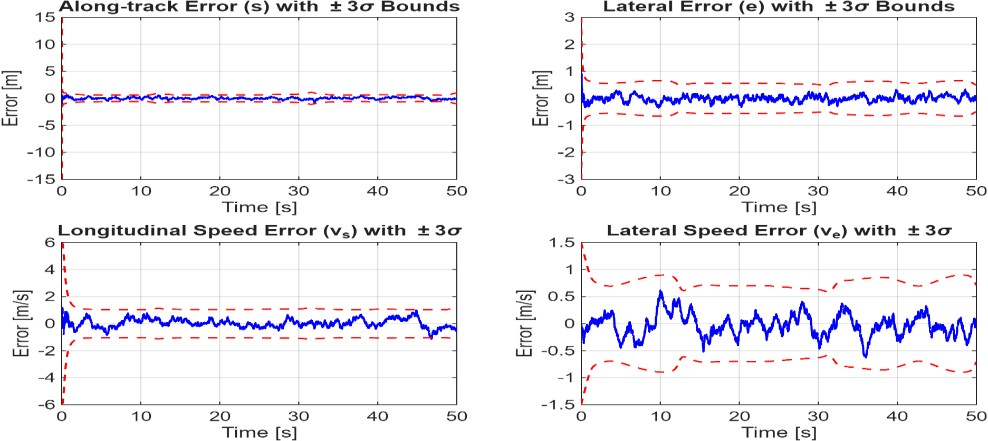 Along-track Error (s) with ± 3σ Bounds
Error [m]
15
10
5
0
-5
-10
-15
0 10 20 30 40 50
Time [s]
Lateral Error (e) with ± 3σ Bounds
Error [m]
3
2
1
0
-1
-2
-3
0 10 20 30 40 50
Time [s]
Longitudinal Speed Error (vₛ) with ± 3σ
Error [m/s]
6
4
2
0
-2
-4
-6
0 10 20 30 40 50
Time [s]
Lateral Speed Error (vₑ) with ± 3σ
Error [m/s]
1.5
1
0.5
0
-0.5
-1
-1.5
0 10 20 30 40 50
Time [s]